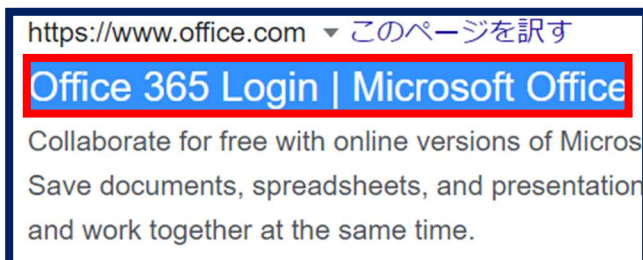 https://www.office.com ▼ このページを訳す
Office 365 Login | Microsoft Office
Collaborate for free with online versions of Micros
Save documents, spreadsheets, and presentation
and work together at the same time.